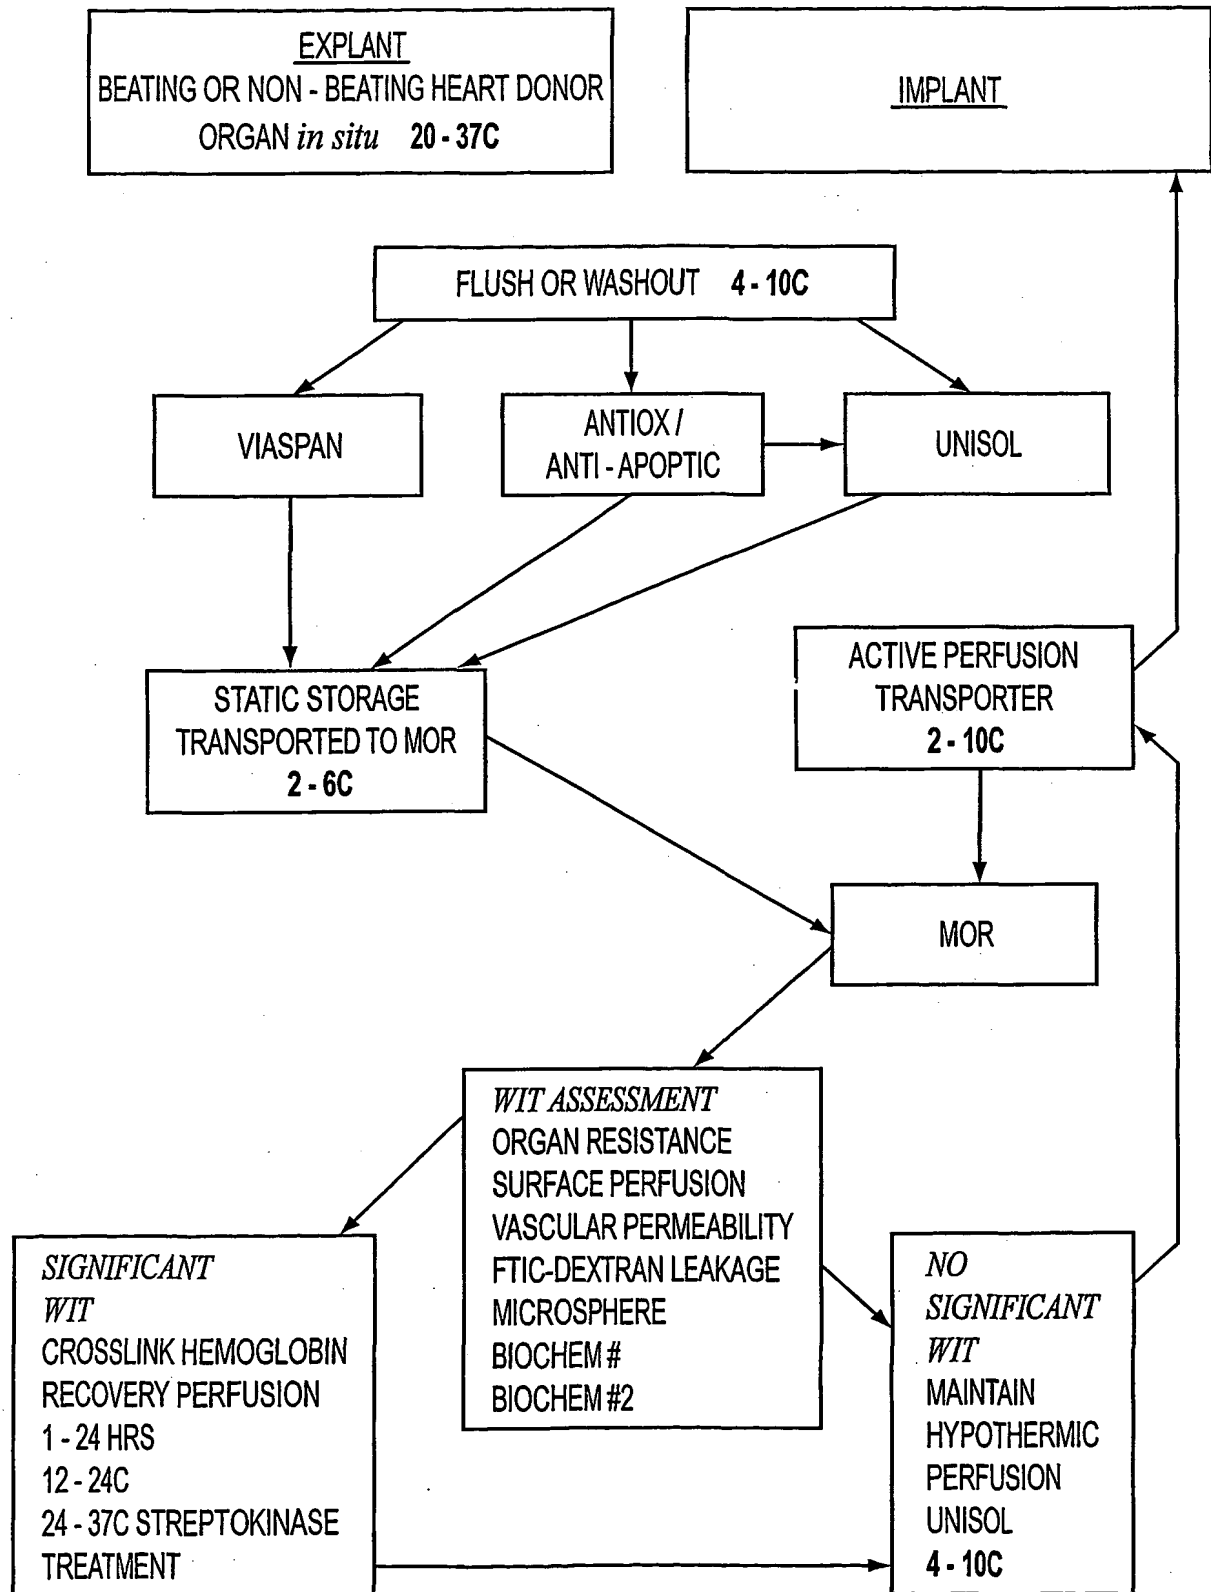 EXPLANT
BEATING OR NON - BEATING HEART DONOR
ORGAN in situ 20 - 37C
IMPLANT
FLUSH OR WASHOUT 4 - 10C
VIASPAN
ANTIOX /
ANTI - APOPTIC
UNISOL
STATIC STORAGE
TRANSPORTED TO MOR
2 - 6C
ACTIVE PERFUSION
TRANSPORTER
2 - 10C
MOR
WIT ASSESSMENT
ORGAN RESISTANCE
SURFACE PERFUSION
VASCULAR PERMEABILITY
FTIC-DEXTRAN LEAKAGE
MICROSPHERE
BIOCHEM #
BIOCHEM #2
SIGNIFICANT
WIT
CROSSLINK HEMOGLOBIN
RECOVERY PERFUSION
1 - 24 HRS
12 - 24C
24 - 37C STREPTOKINASE
TREATMENT
NO
SIGNIFICANT
WIT
MAINTAIN
HYPOTHERMIC
PERFUSION
UNISOL
4 - 10C